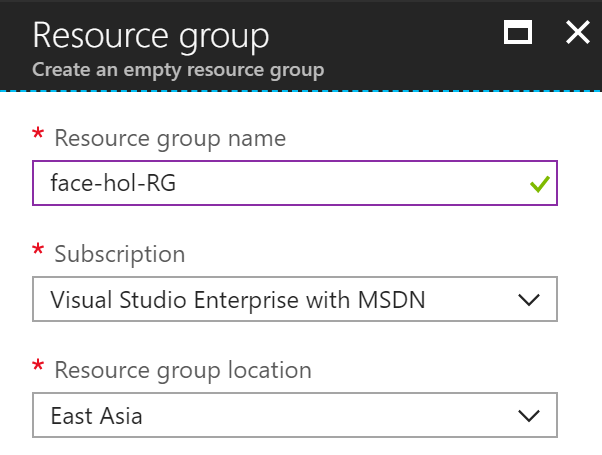 Resource group
Create an empty resource group
* Resource group name
face-hol-RG
* Subscription
Visual Studio Enterprise with MSDN
* Resource group location
East Asia